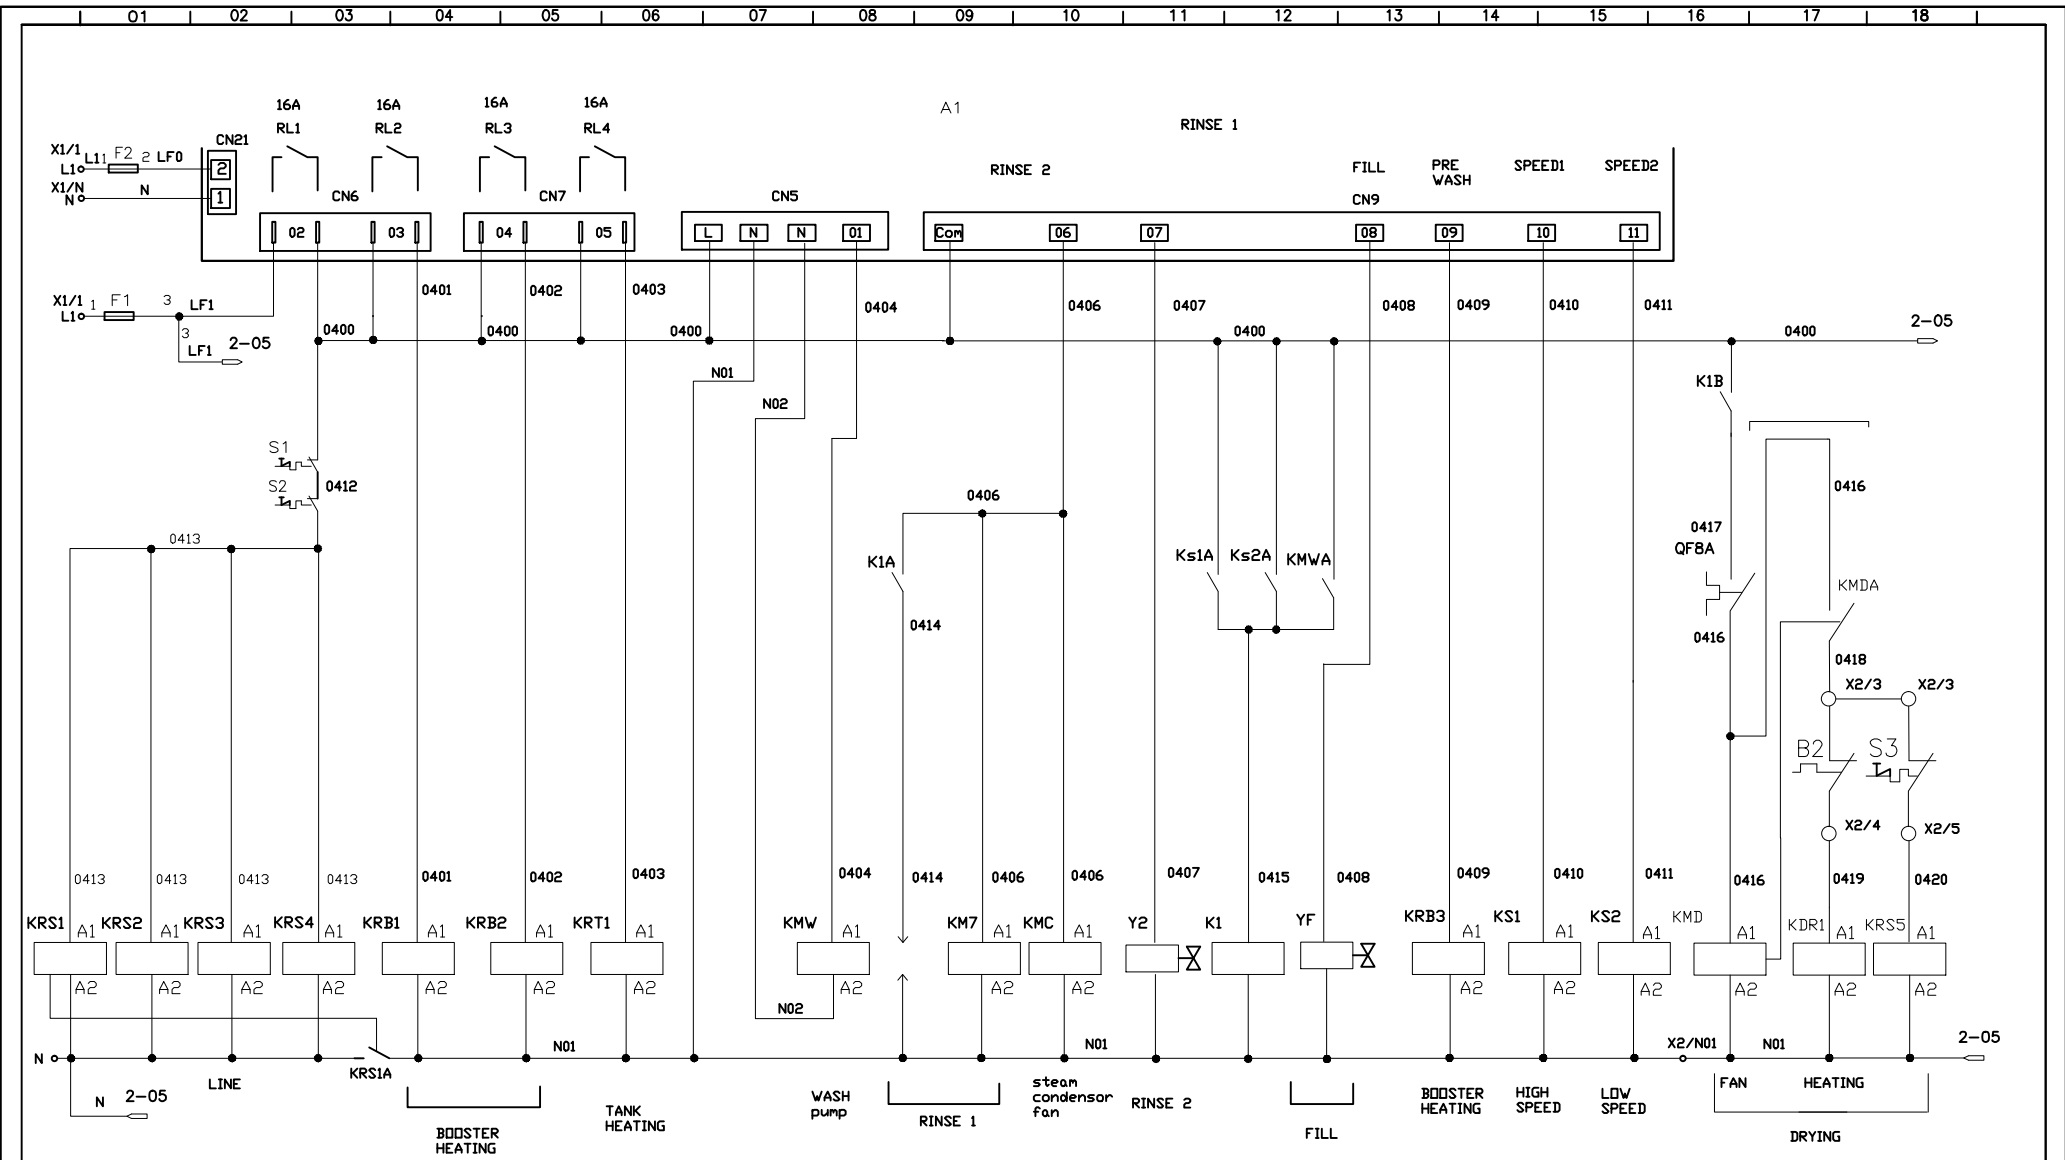 01 02 03 04 05 06 07 08 09 10 11 12 13 14 15 16 17 18
16A 16A 16A 16A A1
RL1 RL2 RL3 RL4 RINSE 1
CN21
X1/1 L1 1 F2 2 LF0 2
L1
X1/N N 1
N
RINSE 2 FILL PRE SPEED1 SPEED2
WASH
CN6 CN7 CN5 CN9
02 03 04 05 L N N 01 Com 06 07 08 09 10 11
0401 0402 0403 0404 0406 0407 0408 0409 0410 0411
X1/1 1 F1 3 LF1
L1
3
LF1 2-05
0400 0400 0400 0400 0400 2-05
N01
K1B
N02
S1
S2 0412
0406 0416
0417
0413 QF8A
K1A Ks1A Ks2A KMWA
KMDA
0414 0416
0418
X2/3 X2/3
B2 S3
X2/4 X2/5
0413 0413 0413 0413 0401 0402 0403 0404 0414 0406 0406 0407 0415 0408 0409 0410 0411 0416 0419 0420
KRS1 KRS2 KRS3 KRS4 KRB1 KRB2 KRT1 KMW KM7 KMC Y2 K1 YF KRB3 KS1 KS2 KMD KDR1 KRS5
A1 A1 A1 A1 A1 A1 A1 A1 A1 A1 A1 A1 A1 A1 A1 A1
A2 A2 A2 A2 A2 A2 A2 A2 A2 A2 A2 A2 A2 A2 A2 A2
N02
N N01 N01 X2/N01 N01 2-05
KRS1A
N 2-05
LINE
BOOSTER
HEATING
TANK
HEATING
WASH
pump
RINSE 1
steam
condensor
fan
RINSE 2
FILL
BOOSTER
HEATING
HIGH
SPEED
LOW
SPEED
FAN HEATING
DRYING